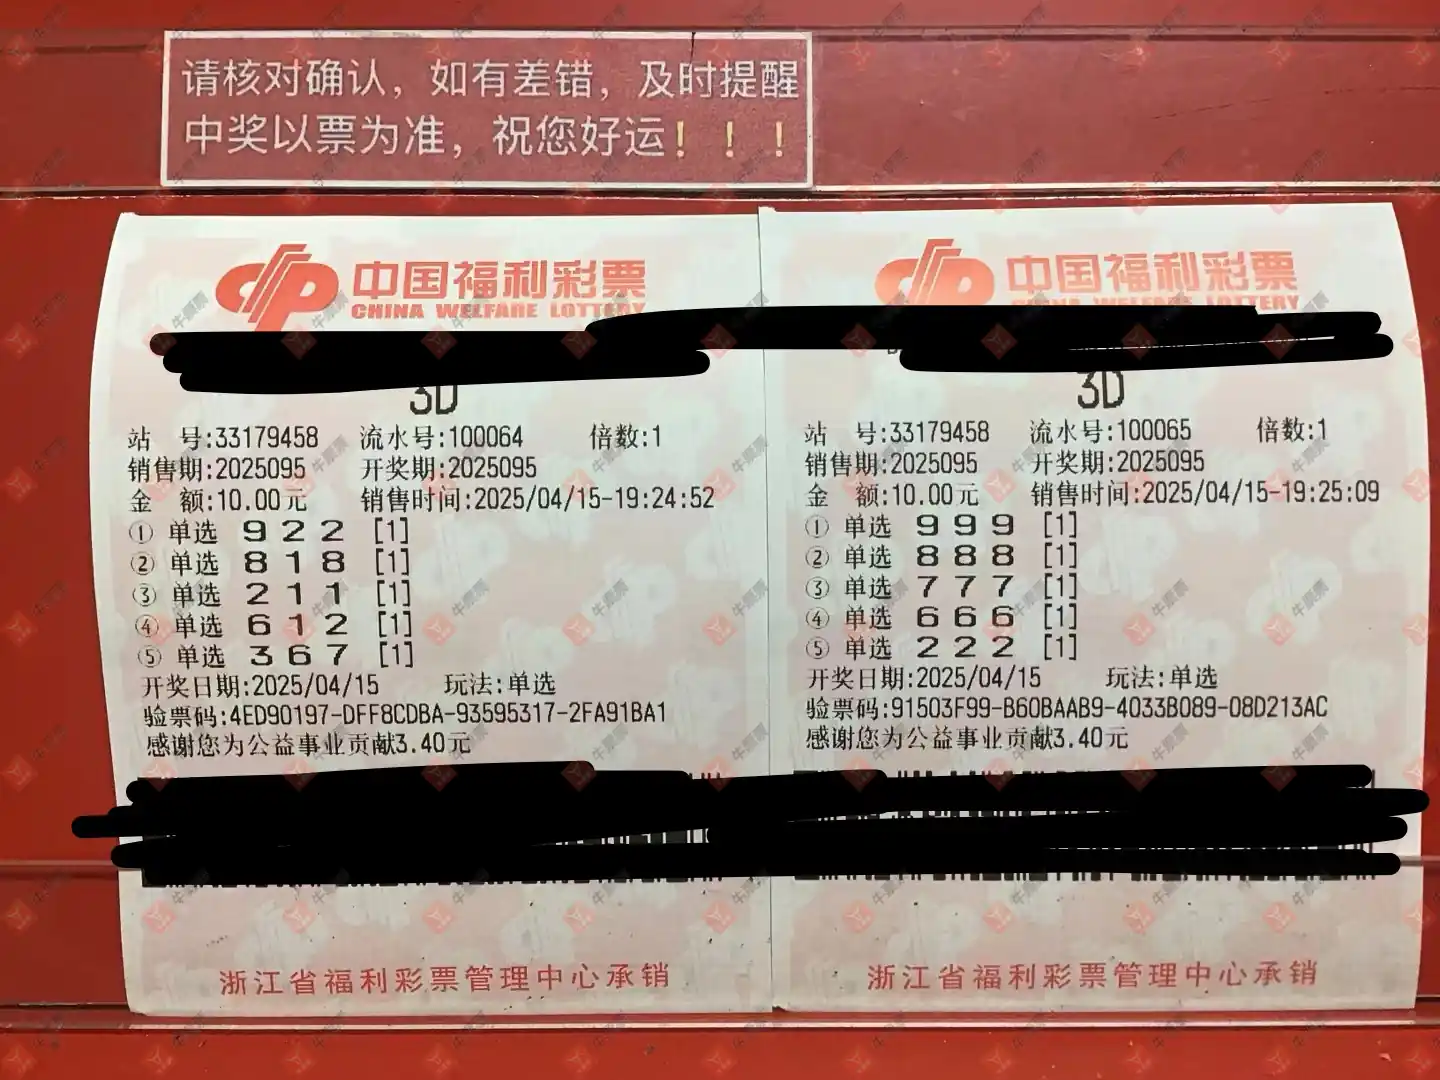 请核对确认，如有差错，及时提醒
中奖以票为准，祝您好运！！！
中国福利彩票
CHINA WELFARE LOTTERY
3D
站 号:33179458 流水号:100064 倍数:1
销售期:2025095 开奖期:2025095
金 额:10.00元 销售时间:2025/04/15-19:24:52
① 单选 9 2 2 [1]
② 单选 8 1 8 [1]
③ 单选 2 1 1 [1]
④ 单选 6 1 2 [1]
⑤ 单选 3 6 7 [1]
开奖日期:2025/04/15 玩法:单选
验票码:4ED90197-DFF8CDBA-93595317-2FA91BA1
感谢您为公益事业贡献3.40元
浙江省福利彩票管理中心承销
中国福利彩票
CHINA WELFARE LOTTERY
3D
站 号:33179458 流水号:100065 倍数:1
销售期:2025095 开奖期:2025095
金 额:10.00元 销售时间:2025/04/15-19:25:09
① 单选 9 9 9 [1]
② 单选 8 8 8 [1]
③ 单选 7 7 7 [1]
④ 单选 6 6 6 [1]
⑤ 单选 2 2 2 [1]
开奖日期:2025/04/15 玩法:单选
验票码:91503F99-B60BAAB9-4033B089-08D213AC
感谢您为公益事业贡献3.40元
浙江省福利彩票管理中心承销